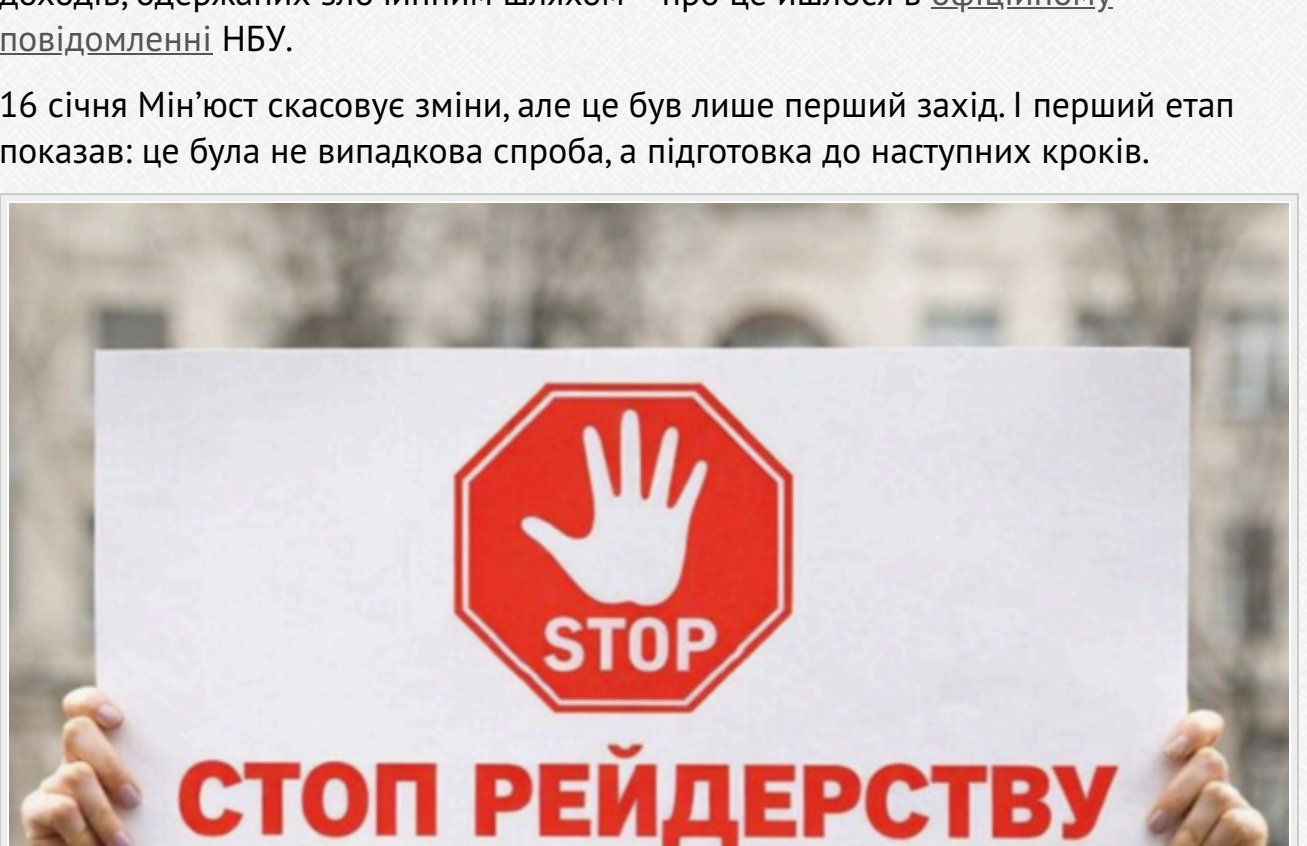 доходів, одержаних злочинним шляхом – про це йшлося в офіційному
повідомленні НБУ.
16 січня Мін’юст скасовує зміни, але це був лише перший захід. І перший етап
показав: це була не випадкова спроба, а підготовка до наступних кроків.
STOP
СТОП РЕЙДЕРСТВУ